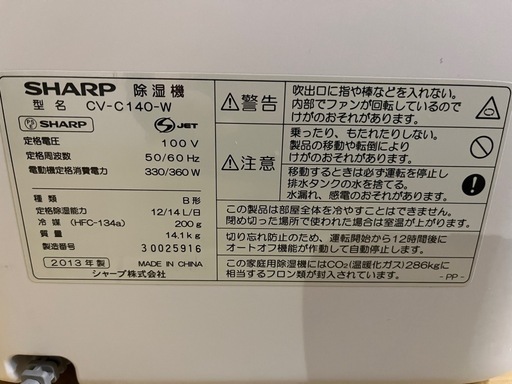 SHARP 除湿機
型名 CV-C140-W
PS E SHARP S JET
定格電圧 100V
定格周波数 50/60Hz
電動機定格消費電力 330/360W
種類 B形
定格除湿能力 12/14L/日
冷媒 (HFC-134a) 200g
質量 14.1kg
製造番号 30025916
2013年製 MADE IN CHINA
シャープ株式会社
警告
吹出口に指や棒などを入れない。
内部でファンが回転しているので
けがのおそれがあります。
注意
乗ったり、もたれたりしない。
製品の移動や転倒により
けがのおそれがあります。
移動するときは必ず運転を停止し
排水タンクの水を捨てる。
水漏れ、感電のおそれがあります。
この製品は部屋全体を冷やすことはできません。
閉め切った場所で使われた場合は室温が上昇します。
切り忘れ防止のため、運転開始から12時間後に
オートオフ機能が作動して自動停止します。
この家庭用除湿機にはCO₂(温暖化ガス)286kgに
相当するフロン類が封入されています。 -PP-